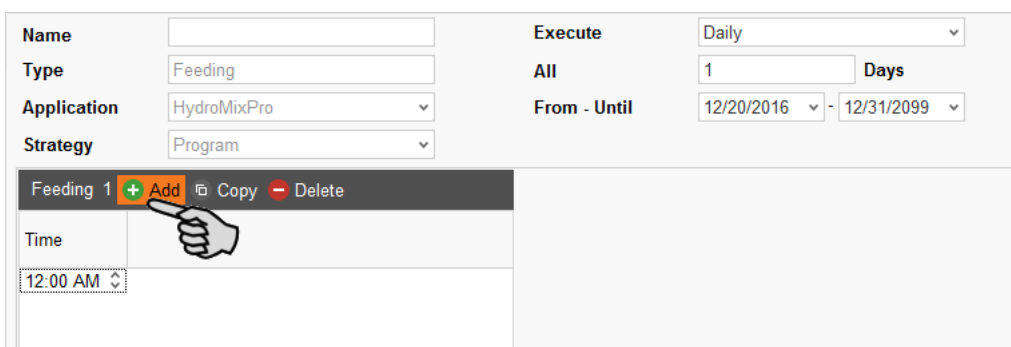 Name
Execute Daily
Type Feeding
All 1 Days
Application HydroMixPro
From - Until 12/20/2016 - 12/31/2099
Strategy Program
Feeding 1 Add Copy Delete
Time
12:00 AM